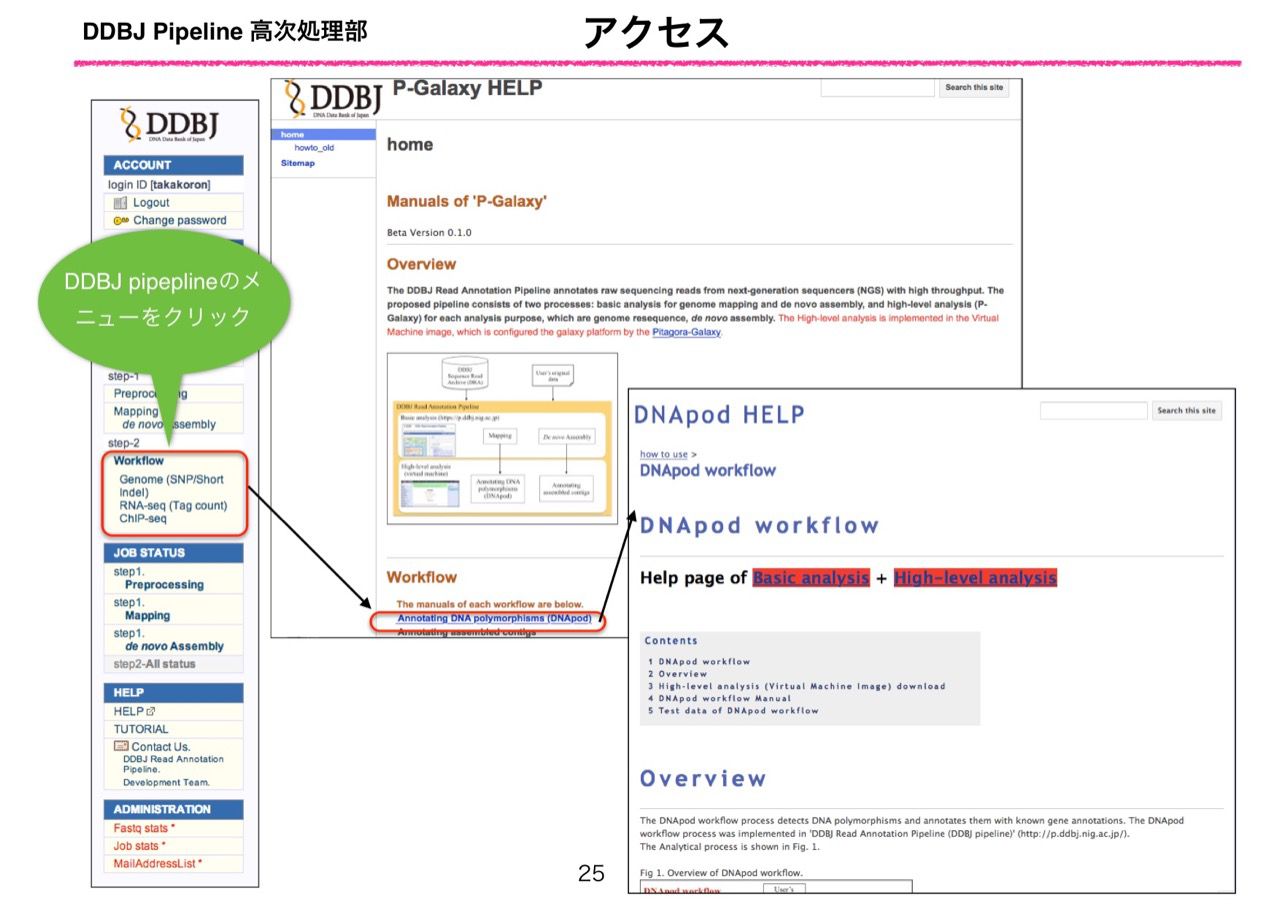 DDBJ Pipeline 高次処理部
アクセス
DDBJ
DNA Data Bank of Japan
ACCOUNT
login ID [takakoron]
Logout
Change password
DDBJ pipeplineのメ
ニューをクリック
step-1
Preprocessing
Mapping
de novo Assembly
step-2
Workflow
Genome (SNP/Short
Indel)
RNA-seq (Tag count)
ChIP-seq
JOB STATUS
step1.
Preprocessing
step1.
Mapping
step1.
de novo Assembly
step2-All status
HELP
HELP
TUTORIAL
Contact Us.
DDBJ Read Annotation
Pipeline.
Development Team.
ADMINISTRATION
Fastq stats *
Job stats *
MailAddressList *
DDBJ
DNA Data Bank of Japan
P-Galaxy HELP
Search this site
home
howto_old
Sitemap
home
Manuals of 'P-Galaxy'
Beta Version 0.1.0
Overview
The DDBJ Read Annotation Pipeline annotates raw sequencing reads from next-generation sequencers (NGS) with high throughput. The
proposed pipeline consists of two processes: basic analysis for genome mapping and de novo assembly, and high-level analysis (P-
Galaxy) for each analysis purpose, which are genome resequence, de novo assembly. The High-level analysis is implemented in the Virtual
Machine image, which is configured the galaxy platform by the Pitagora-Galaxy.
DDBJ
Sequence Read
Archive (DRA)
User's original
data
DDBJ Read Annotation Pipeline
Basic analysis (https://p.ddbj.nig.ac.jp)
Mapping
De novo Assembly
High-level analysis
(virtual machine)
Annotating DNA
polymorphisms
(DNApod)
Annotating
assembled contigs
Workflow
The manuals of each workflow are below.
Annotating DNA polymorphisms (DNApod)
Annotating assembled contigs
DNApod HELP
Search this site
how to use >
DNApod workflow
DNApod workflow
Help page of Basic analysis + High-level analysis
Contents
1 DNApod workflow
2 Overview
3 High-level analysis (Virtual Machine Image) download
4 DNApod workflow Manual
5 Test data of DNApod workflow
Overview
The DNApod workflow process detects DNA polymorphisms and annotates them with known gene annotations. The DNApod
workflow process was implemented in 'DDBJ Read Annotation Pipeline (DDBJ pipeline)' (http://p.ddbj.nig.ac.jp/).
The Analytical process is shown in Fig. 1.
Fig 1. Overview of DNApod workflow.
DNApod workflow
User's
25